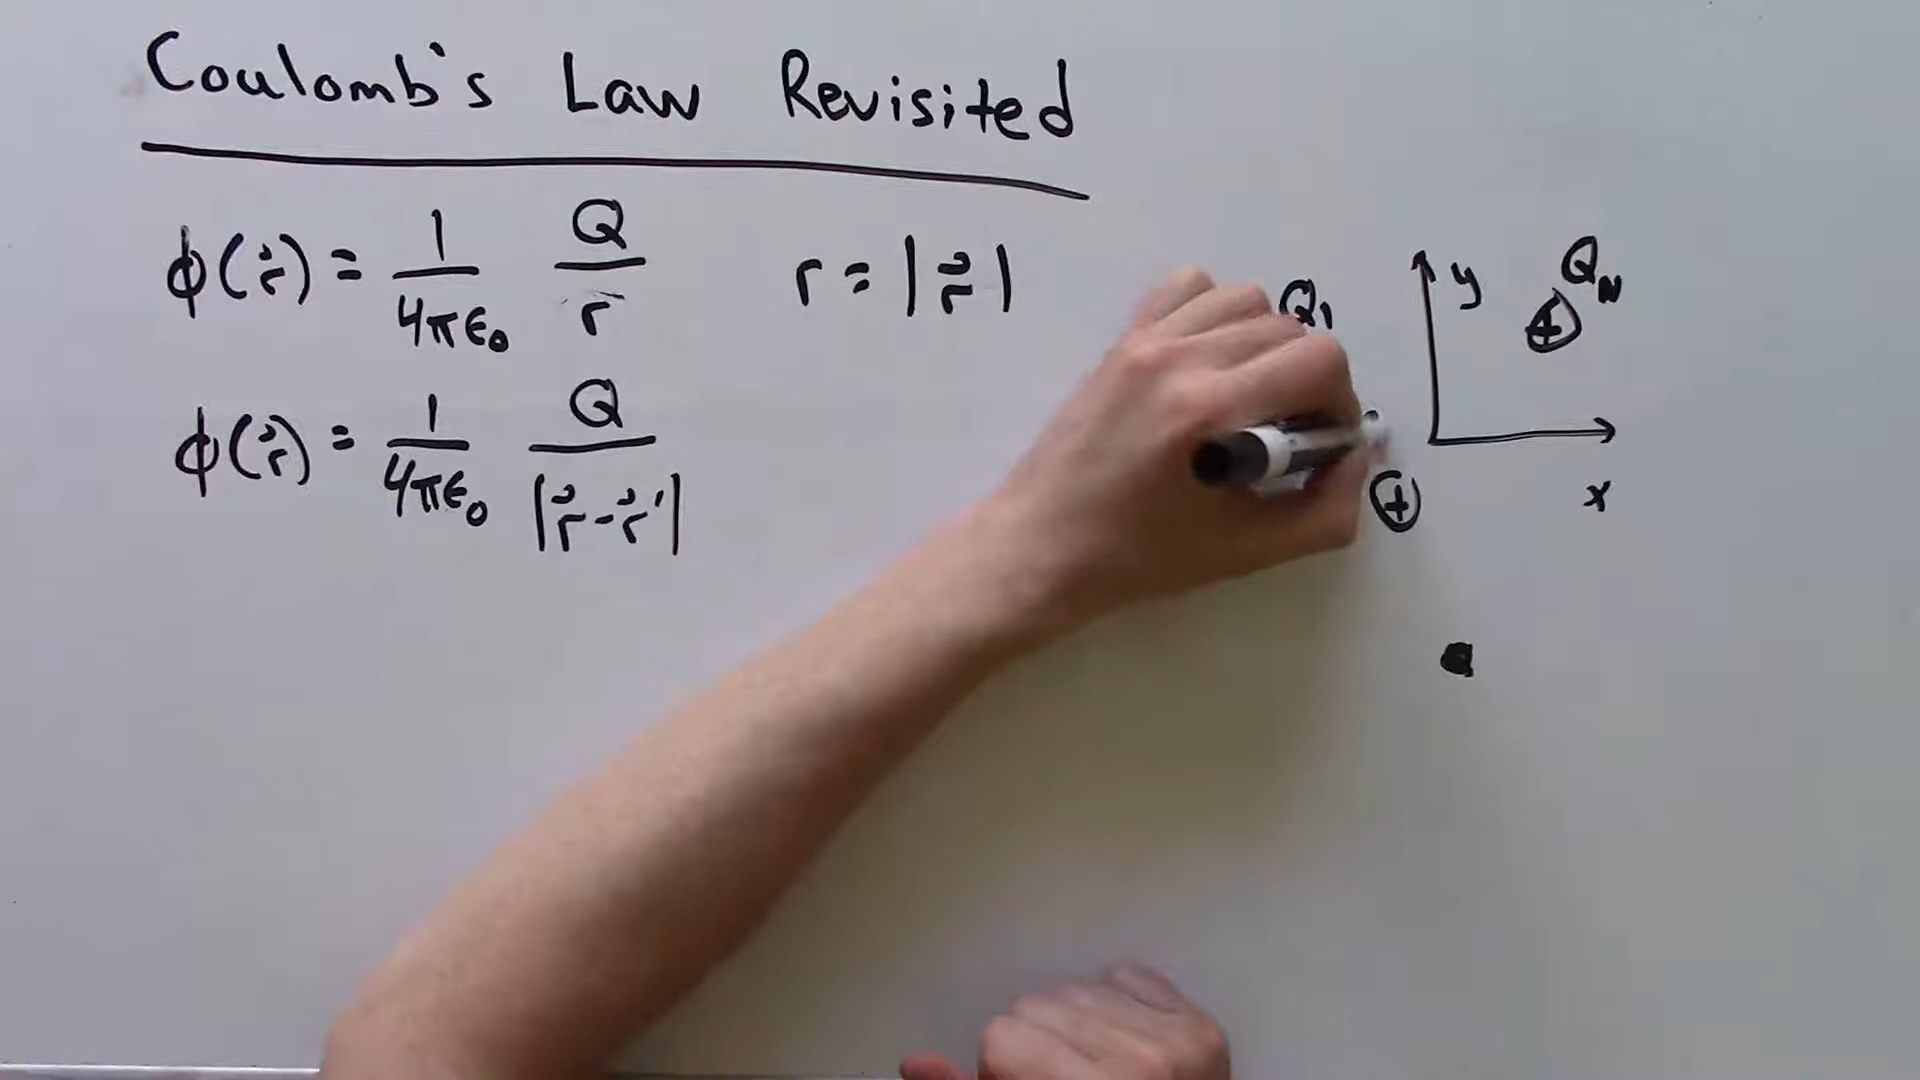 Coulomb's Law Revisited
ϕ(r⃗) = 1/4πϵ₀ Q/r r = |r⃗|
ϕ(r⃗) = 1/4πϵ₀ Q/|r⃗-r⃗'|
Q₁
y
Q_N
+
+
x